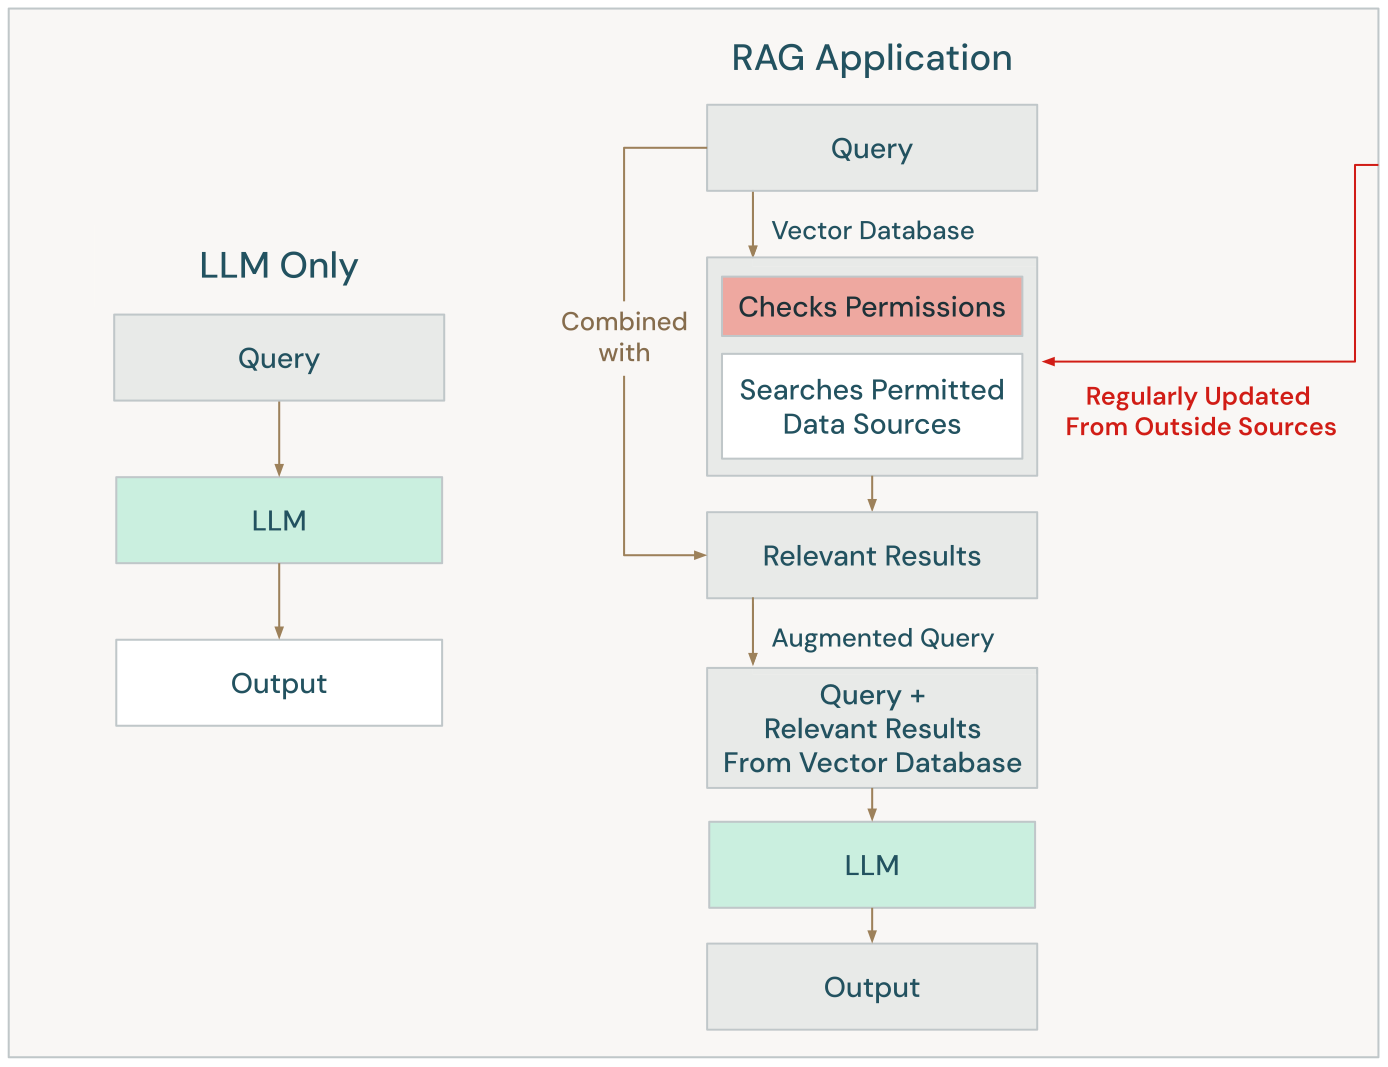 LLM Only
Query
LLM
Output
RAG Application
Query
Vector Database
Combined
with
Checks Permissions
Searches Permitted
Data Sources
Regularly Updated
From Outside Sources
Relevant Results
Augmented Query
Query +
Relevant Results
From Vector Database
LLM
Output